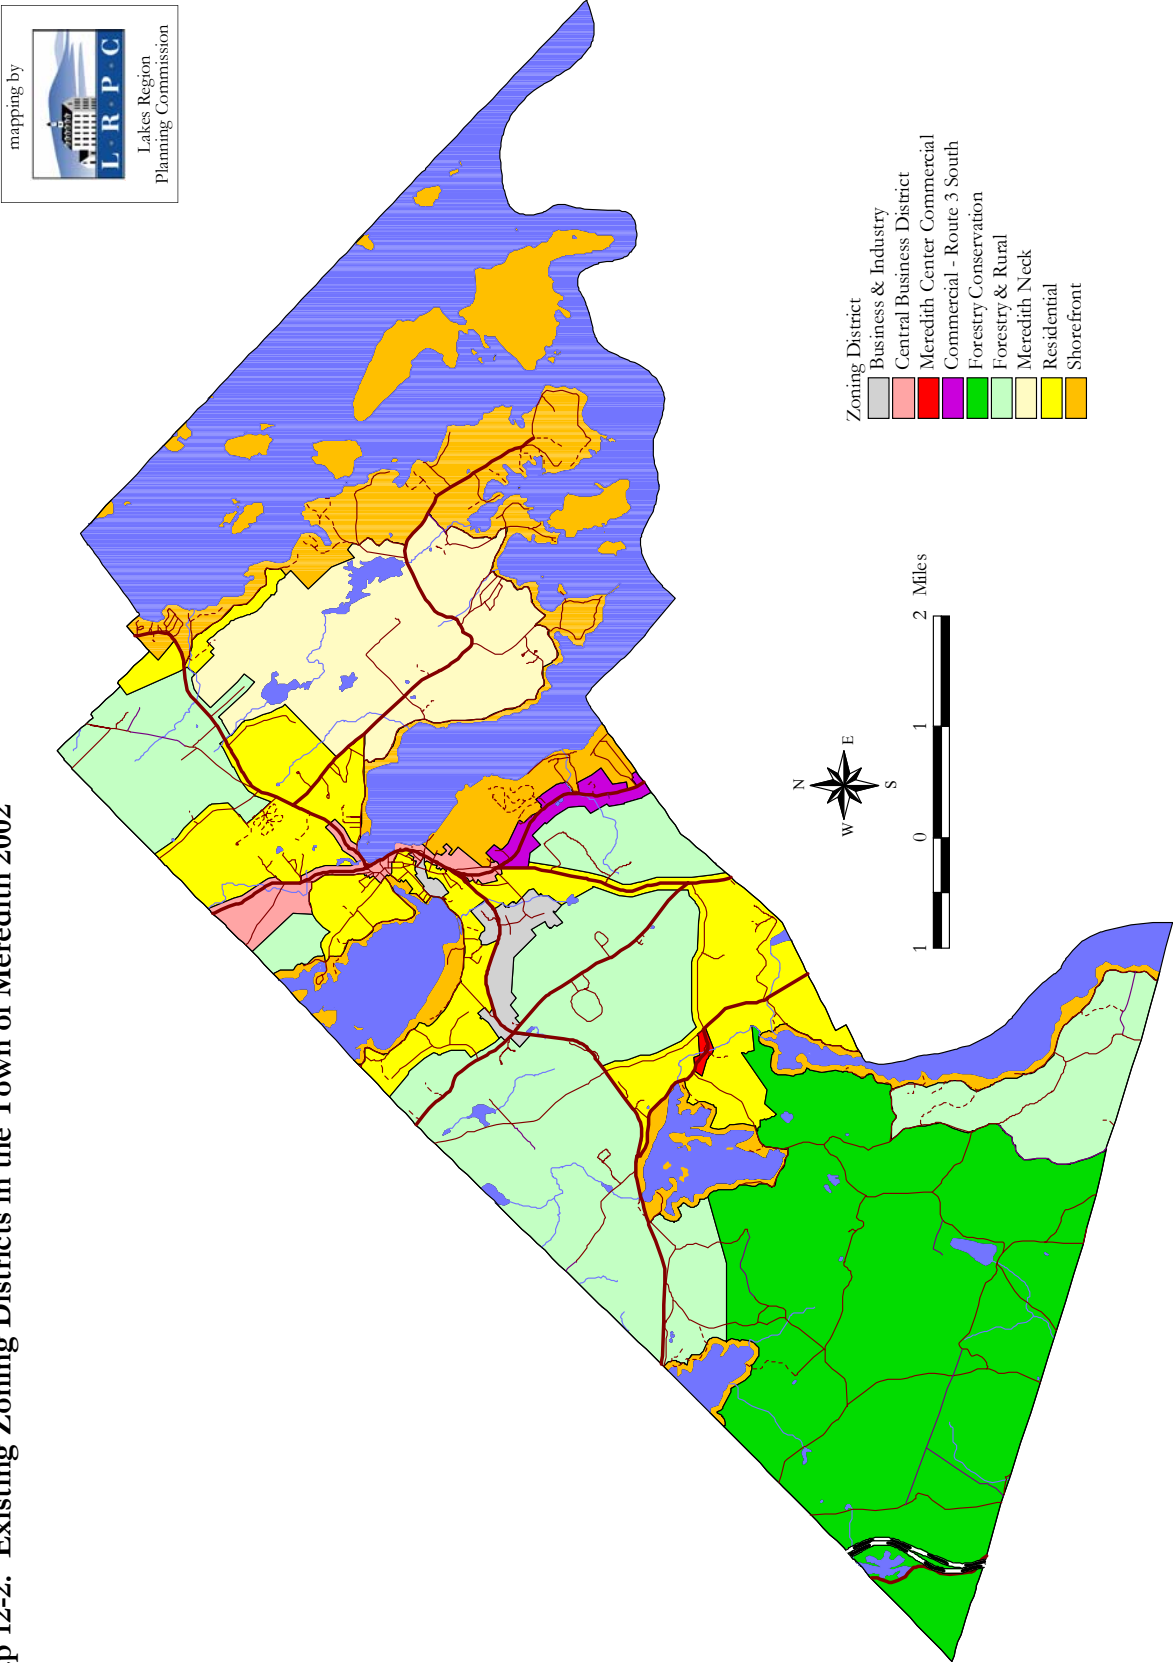 p 12-2. Existing Zoning Districts in the Town of Meredith 2002
mapping by
L · R · P · C
Lakes Region
Planning Commission
Zoning District
Business & Industry
Central Business District
Meredith Center Commercial
Commercial - Route 3 South
Forestry Conservation
Forestry & Rural
Meredith Neck
Residential
Shorefront
N
W
E
S
1 0 1 2 Miles